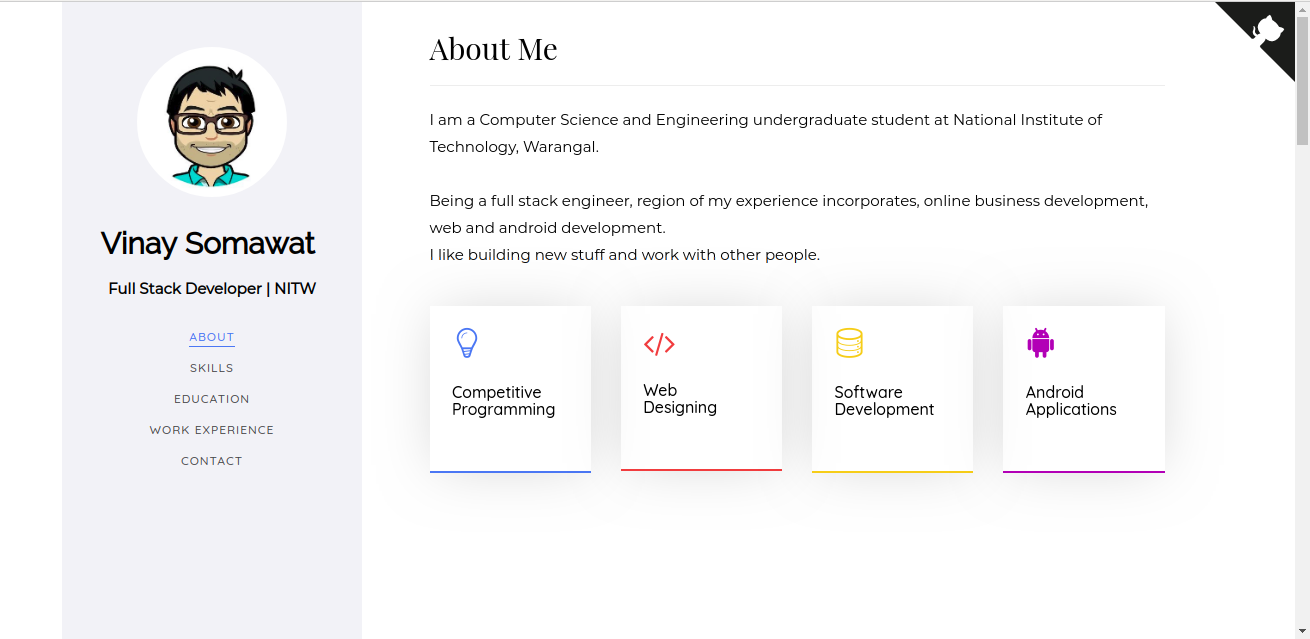 Vinay Somawat
Full Stack Developer | NITW
ABOUT
SKILLS
EDUCATION
WORK EXPERIENCE
CONTACT
About Me
I am a Computer Science and Engineering undergraduate student at National Institute of
Technology, Warangal.
Being a full stack engineer, region of my experience incorporates, online business development,
web and android development.
I like building new stuff and work with other people.
Competitive
Programming
Web
Designing
Software
Development
Android
Applications